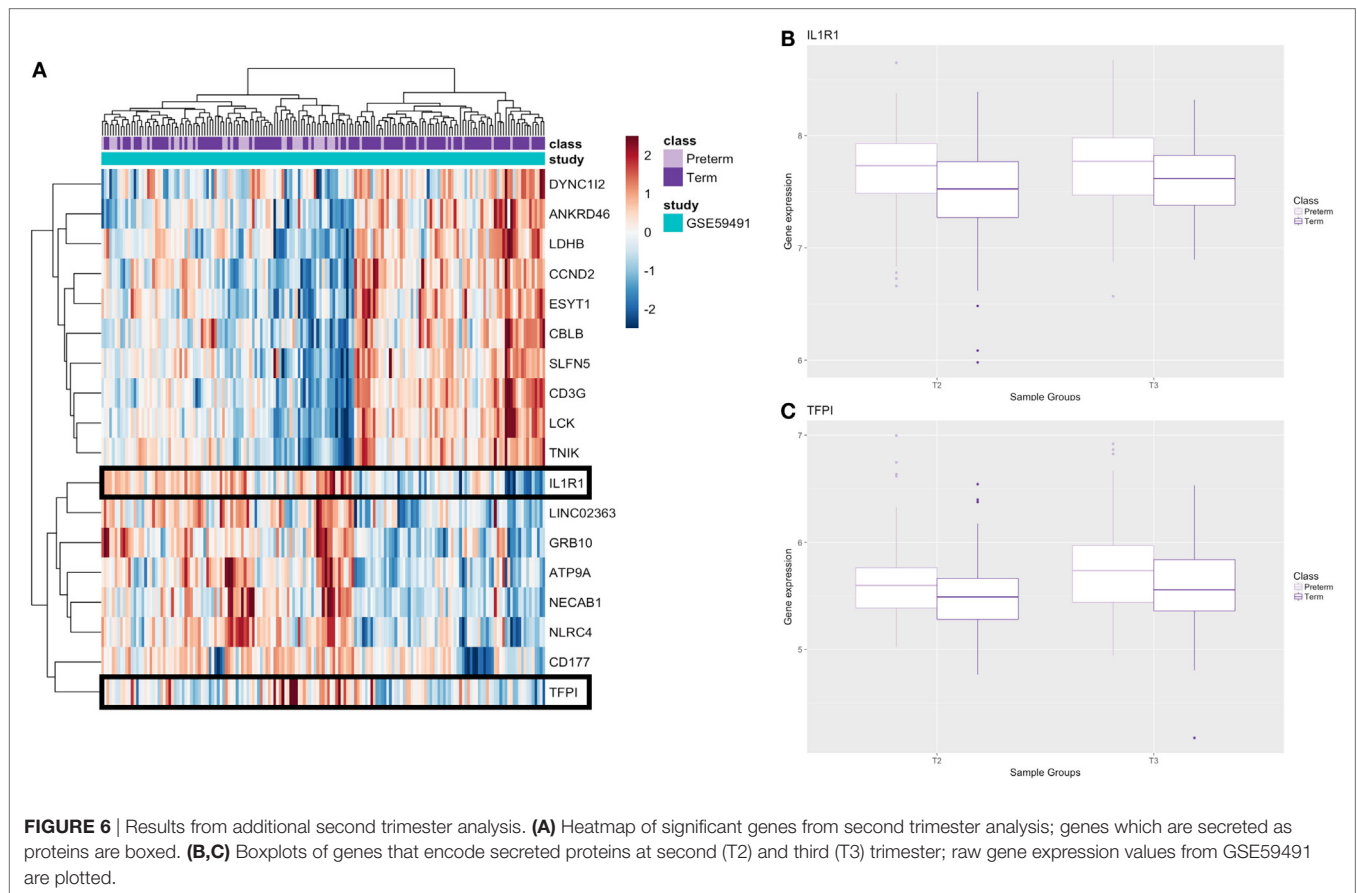 A
class
study
DYNC1I2
ANKRD46
LDHB
CCND2
ESYT1
CBLB
SLFN5
CD3G
LCK
TNIK
IL1R1
LINC02363
GRB10
ATP9A
NECAB1
NLRC4
CD177
TFPI
2
1
0
-1
-2
class
Preterm
Term
study
GSE59491
B IL1R1
Gene expression
8
7
6
T2 T3
Sample Groups
Class
Preterm
Term
C TFPI
Gene expression
7
6
5
T2 T3
Sample Groups
Class
Preterm
Term
FIGURE 6 | Results from additional second trimester analysis. (A) Heatmap of significant genes from second trimester analysis; genes which are secreted as
proteins are boxed. (B,C) Boxplots of genes that encode secreted proteins at second (T2) and third (T3) trimester; raw gene expression values from GSE59491
are plotted.